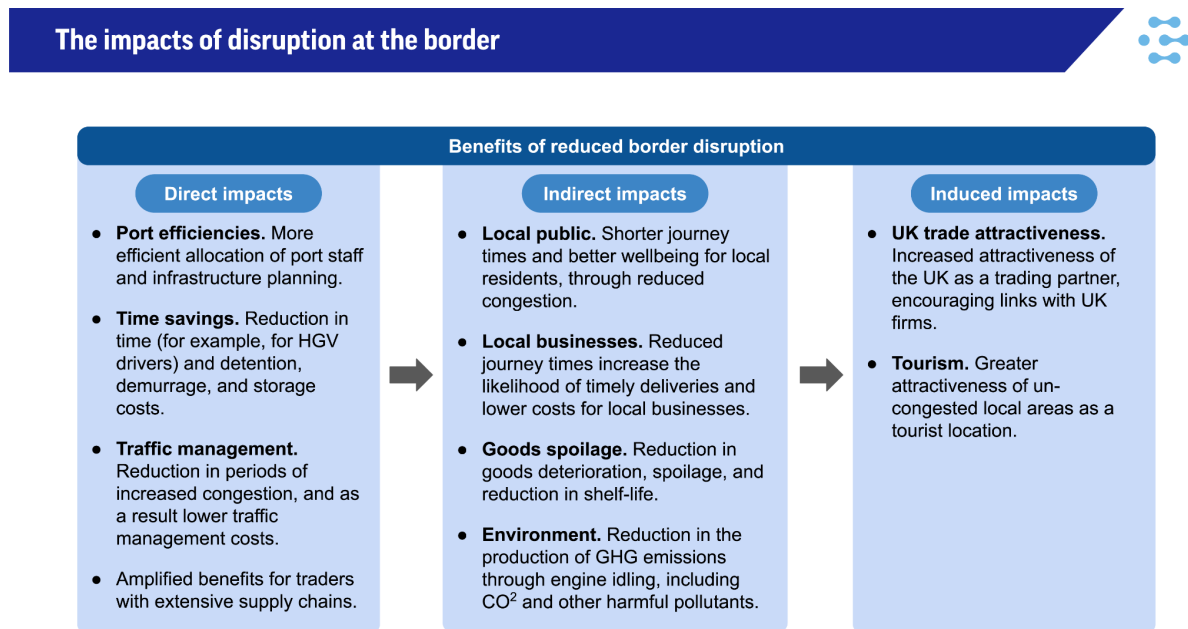 The impacts of disruption at the border
Benefits of reduced border disruption
Direct impacts
● Port efficiencies. More
efficient allocation of port staff
and infrastructure planning.
● Time savings. Reduction in
time (for example, for HGV
drivers) and detention,
demurrage, and storage
costs.
● Traffic management.
Reduction in periods of
increased congestion, and as
a result lower traffic
management costs.
● Amplified benefits for traders
with extensive supply chains.
Indirect impacts
● Local public. Shorter journey
times and better wellbeing for local
residents, through reduced
congestion.
● Local businesses. Reduced
journey times increase the
likelihood of timely deliveries and
lower costs for local businesses.
● Goods spoilage. Reduction in
goods deterioration, spoilage, and
reduction in shelf-life.
● Environment. Reduction in the
production of GHG emissions
through engine idling, including
CO² and other harmful pollutants.
Induced impacts
● UK trade attractiveness.
Increased attractiveness of
the UK as a trading partner,
encouraging links with UK
firms.
● Tourism. Greater
attractiveness of un-
congested local areas as a
tourist location.